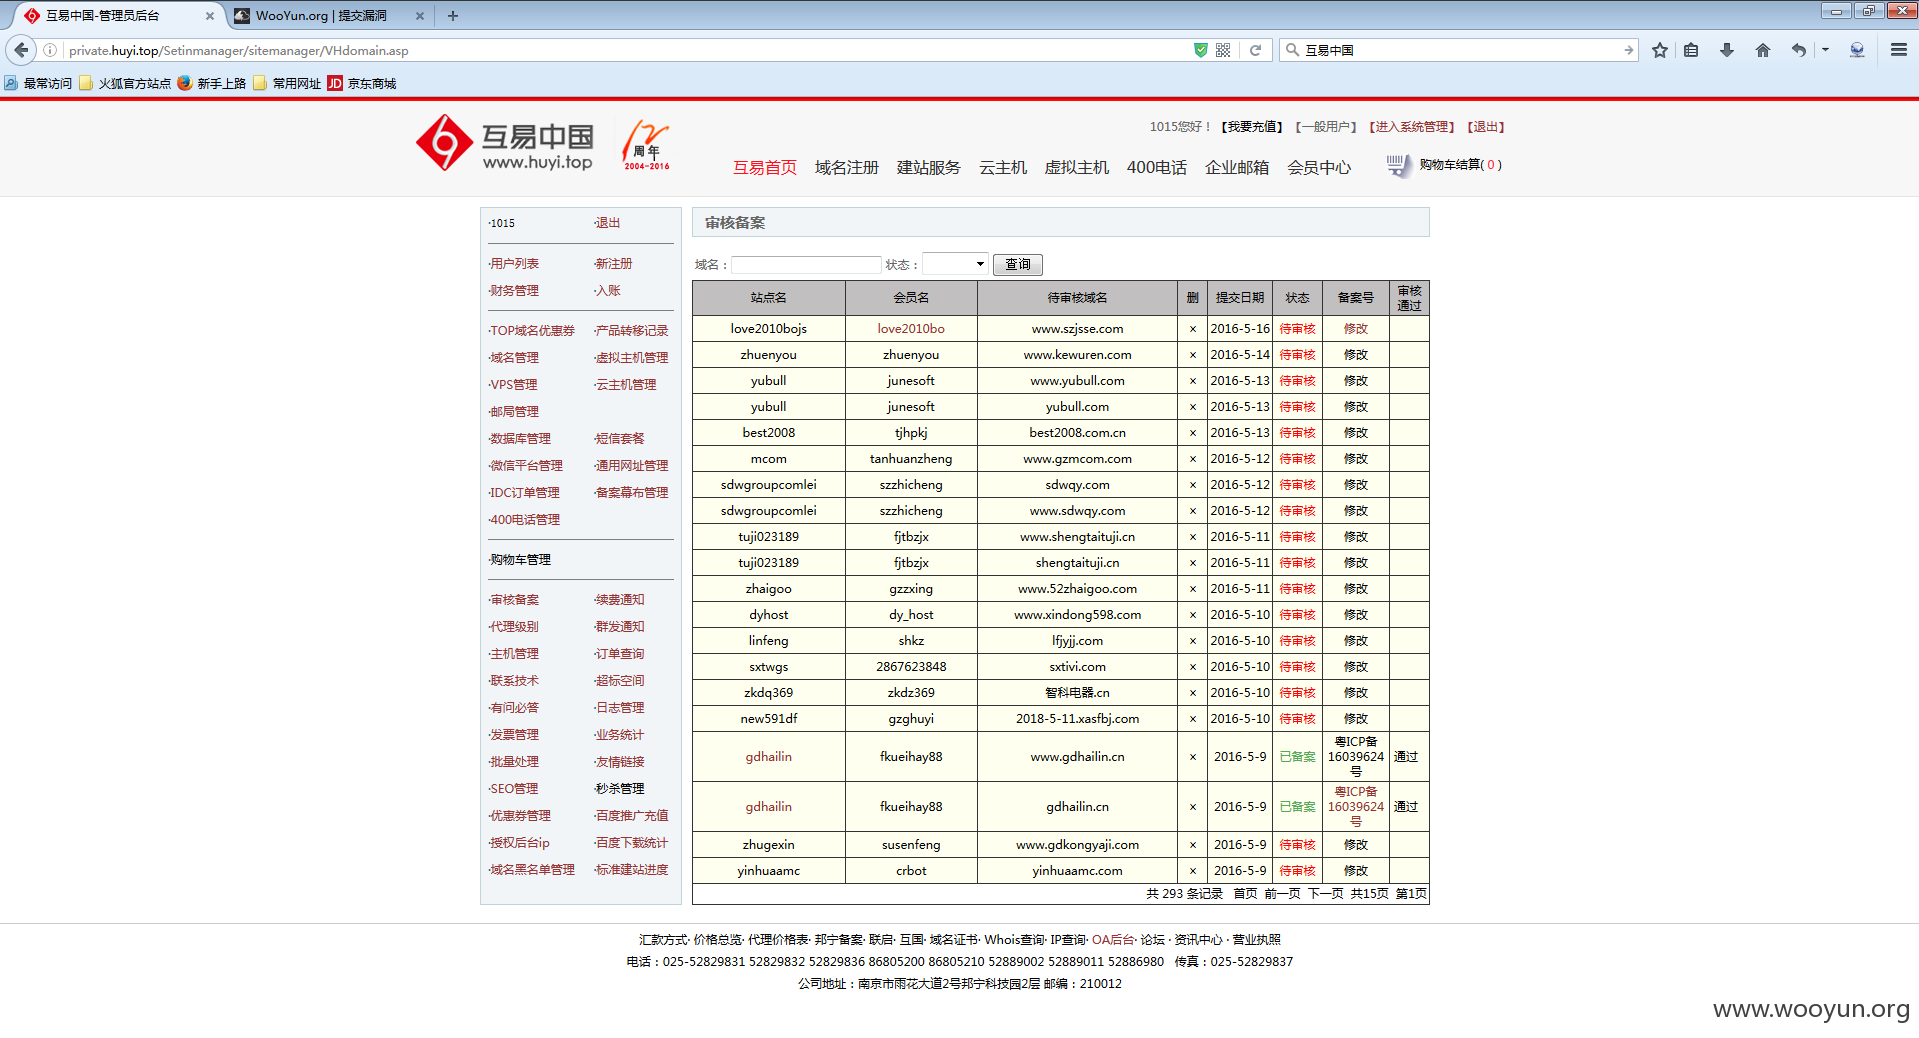 互易中国-管理员后台
WooYun.org | 提交漏洞
private.huyi.top/Setinmanager/sitemanager/VHdomain.asp
互易中国
最常访问 火狐官方站点 新手上路 常用网址 JD 京东商城
互易中国
www.huyi.top
12
周年
2004-2016
1015您好！【我要充值】 【一般用户】 【进入系统管理】 【退出】
互易首页 域名注册 建站服务 云主机 虚拟主机 400电话 企业邮箱 会员中心 购物车结算( 0 )
·1015 ·退出
·用户列表 ·新注册
·财务管理 ·入账
·TOP域名优惠券 ·产品转移记录
·域名管理 ·虚拟主机管理
·VPS管理 ·云主机管理
·邮局管理
·数据库管理 ·短信套餐
·微信平台管理 ·通用网址管理
·IDC订单管理 ·备案幕布管理
·400电话管理
·购物车管理
·审核备案 ·续费通知
·代理级别 ·群发通知
·主机管理 ·订单查询
·联系技术 ·超标空间
·有问必答 ·日志管理
·发票管理 ·业务统计
·批量处理 ·友情链接
·SEO管理 ·秒杀管理
·优惠券管理 ·百度推广充值
·授权后台ip ·百度下载统计
·域名黑名单管理 ·标准建站进度
审核备案
域名： 状态： 查询
站点名 会员名 待审核域名 删 提交日期 状态 备案号 审核通过
love2010bojs love2010bo www.szjsse.com × 2016-5-16 待审核 修改
zhuenyou zhuenyou www.kewuren.com × 2016-5-14 待审核 修改
yubull junesoft www.yubull.com × 2016-5-13 待审核 修改
yubull junesoft yubull.com × 2016-5-13 待审核 修改
best2008 tjhpkj best2008.com.cn × 2016-5-13 待审核 修改
mcom tanhuanzheng www.gzmcom.com × 2016-5-12 待审核 修改
sdwgroupcomlei szzhicheng sdwqy.com × 2016-5-12 待审核 修改
sdwgroupcomlei szzhicheng www.sdwqy.com × 2016-5-12 待审核 修改
tuji023189 fjtbzjx www.shengtaituji.cn × 2016-5-11 待审核 修改
tuji023189 fjtbzjx shengtaituji.cn × 2016-5-11 待审核 修改
zhaigoo gzzxing www.52zhaigoo.com × 2016-5-11 待审核 修改
dyhost dy_host www.xindong598.com × 2016-5-10 待审核 修改
linfeng shkz lfjyjj.com × 2016-5-10 待审核 修改
sxtwgs 2867623848 sxtivi.com × 2016-5-10 待审核 修改
zkdq369 zkdz369 智科电器.cn × 2016-5-10 待审核 修改
new591df gzghuyi 2018-5-11.xasfbj.com × 2016-5-10 待审核 修改
gdhailin fkueihay88 www.gdhailin.cn × 2016-5-9 已备案 粤ICP备16039624号 通过
gdhailin fkueihay88 gdhailin.cn × 2016-5-9 已备案 粤ICP备16039624号 通过
zhugexin susenfeng www.gdkongyaji.com × 2016-5-9 待审核 修改
yinhuaamc crbot yinhuaamc.com × 2016-5-9 待审核 修改
共 293 条记录 首页 前一页 下一页 共15页 第1页
汇款方式· 价格总览· 代理价格表· 邦宁备案· 联启· 互国· 域名证书· Whois查询· IP查询· OA后台· 论坛 · 资讯中心 · 营业执照
电话：025-52829831 52829832 52829836 86805200 86805210 52889002 52889011 52886980 传真：025-52829837
公司地址：南京市雨花大道2号邦宁科技园2层 邮编：210012
www.wooyun.org